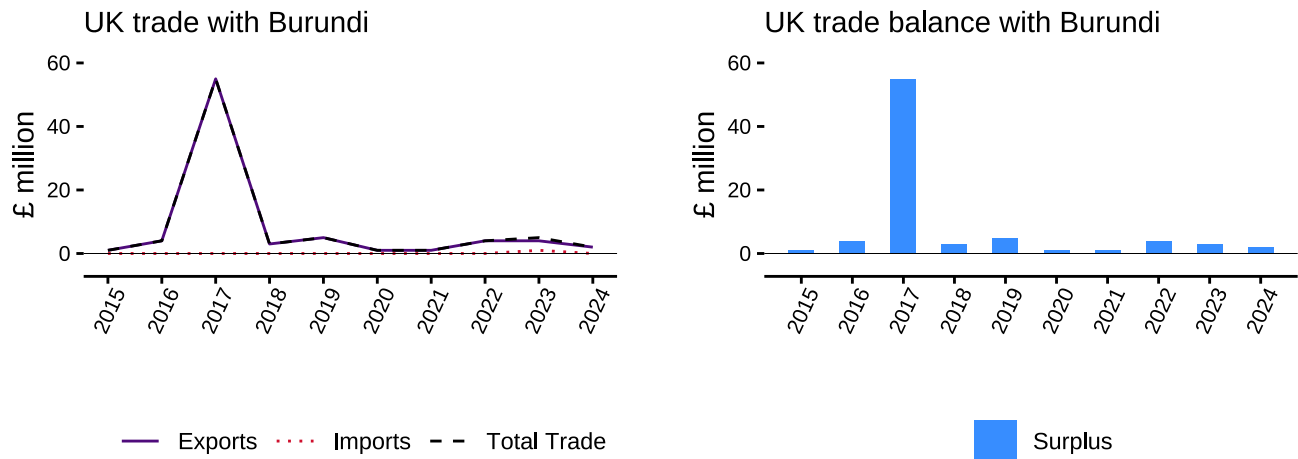 UK trade with Burundi
£ million
60
40
20
0
2015 2016 2017 2018 2019 2020 2021 2022 2023 2024
Exports Imports Total Trade
UK trade balance with Burundi
£ million
60
40
20
0
2015 2016 2017 2018 2019 2020 2021 2022 2023 2024
Surplus